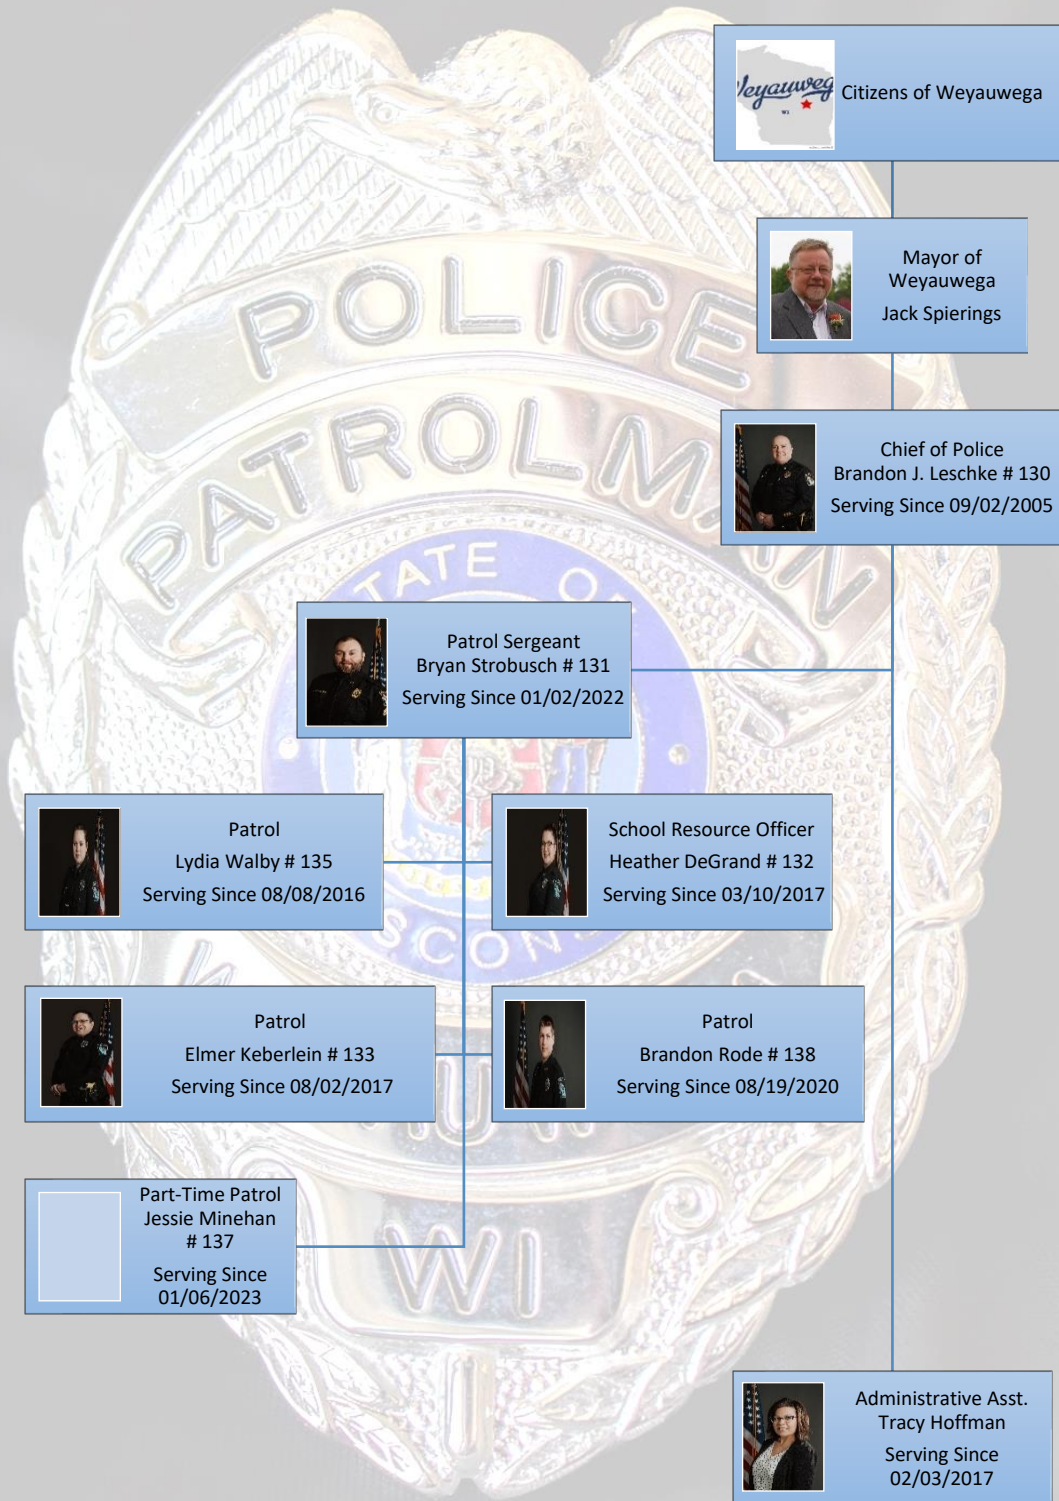 Weyauweg
WI
Citizens of Weyauwega
Mayor of
Weyauwega
Jack Spierings
POLICE
PATROLMAN
Chief of Police
Brandon J. Leschke # 130
Serving Since 09/02/2005
STATE OF
Patrol Sergeant
Bryan Strobusch # 131
Serving Since 01/02/2022
Patrol
Lydia Walby # 135
Serving Since 08/08/2016
School Resource Officer
Heather DeGrand # 132
Serving Since 03/10/2017
SCONS
Patrol
Elmer Keberlein # 133
Serving Since 08/02/2017
Patrol
Brandon Rode # 138
Serving Since 08/19/2020
Part-Time Patrol
Jessie Minehan
# 137
Serving Since
01/06/2023
WI
Administrative Asst.
Tracy Hoffman
Serving Since
02/03/2017